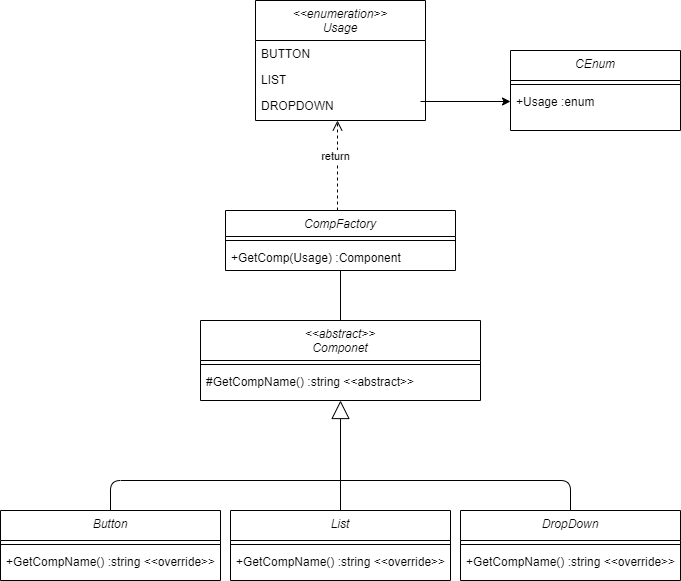 <<enumeration>>
Usage
BUTTON
LIST
DROPDOWN
CEnum
+Usage :enum
return
CompFactory
+GetComp(Usage) :Component
<<abstract>>
Componet
#GetCompName() :string <<abstract>>
Button
+GetCompName() :string <<override>>
List
+GetCompName() :string <<override>>
DropDown
+GetCompName() :string <<override>>